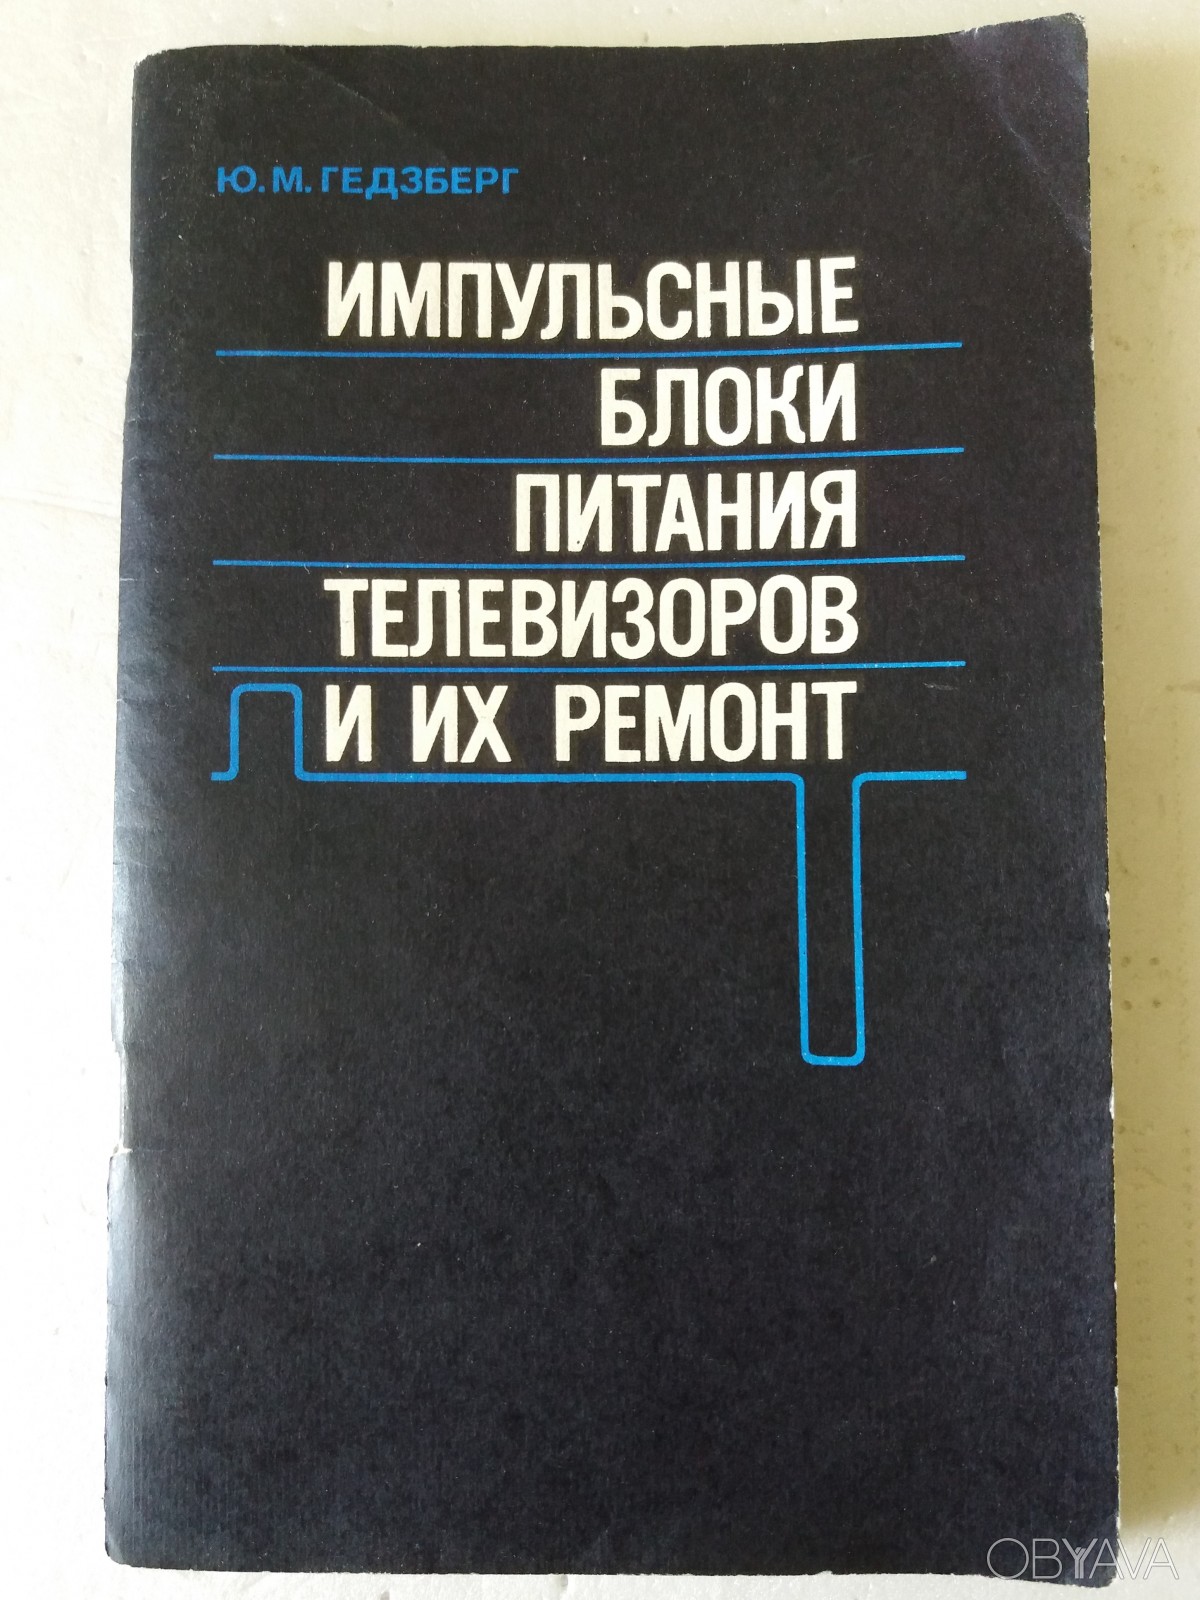 Ю.М.ГЕДЗБЕРГ
ИМПУЛЬСНЫЕ
БЛОКИ
ПИТАНИЯ
ТЕЛЕВИЗОРОВ
И ИХ РЕМОНТ
OBYAVA